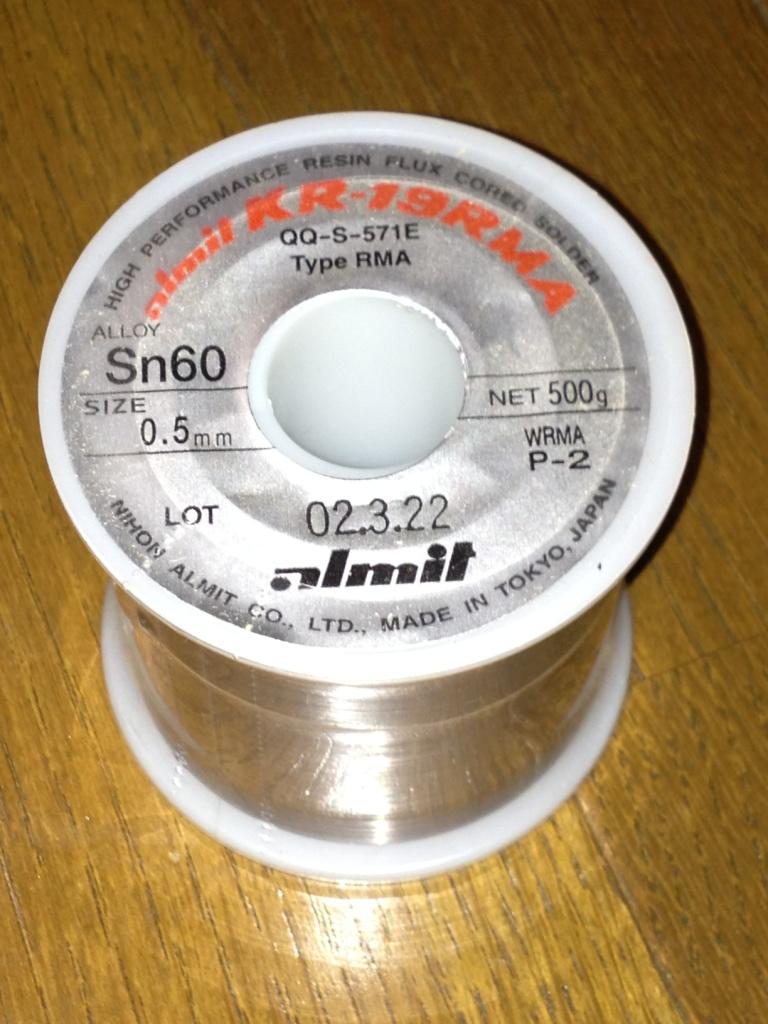 HIGH PERFORMANCE RESIN FLUX CORED SOLDER
almit KR-19RMA
QQ-S-571E
Type RMA
ALLOY
Sn60
SIZE
0.5mm
NET 500g
WRMA
P-2
LOT 02.3.22
almit
NIHON ALMIT CO., LTD., MADE IN TOKYO, JAPAN